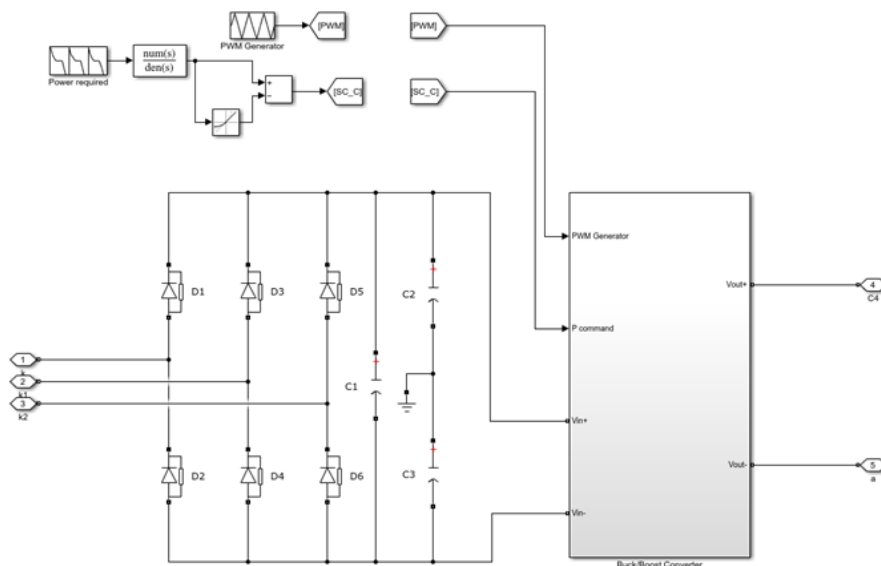 [PWM]
[PWM]
PWM Generator
num(s)
den(s)
Power required
+
−
[SC_C]
[SC_C]
PWM Generator
D1
D3
D5
C2
Vout+
4
C4
P command
1
k
2
k1
3
k2
C1
Vin+
D2
D4
D6
C3
Vout-
5
a
Vin-
Buck/Boost Converter